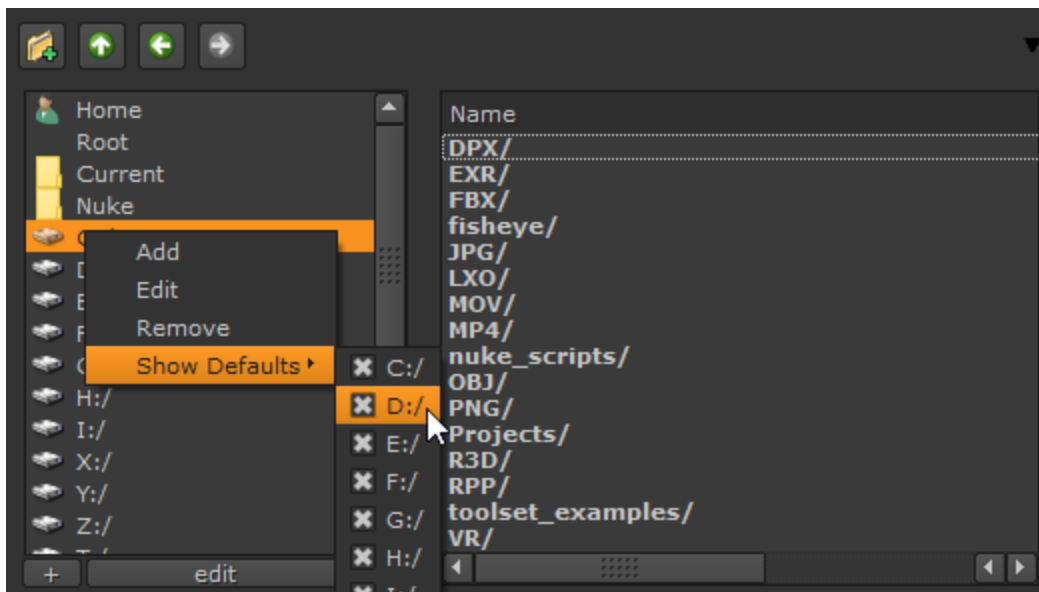 Home
Root
Current
Nuke
H:/
I:/
X:/
Y:/
Z:/
+
edit
Add
Edit
Remove
Show Defaults
C:/
D:/
E:/
F:/
G:/
H:/
Name
DPX/
EXR/
FBX/
fisheye/
JPG/
LXO/
MOV/
MP4/
nuke_scripts/
OBJ/
PNG/
Projects/
R3D/
RPP/
toolset_examples/
VR/